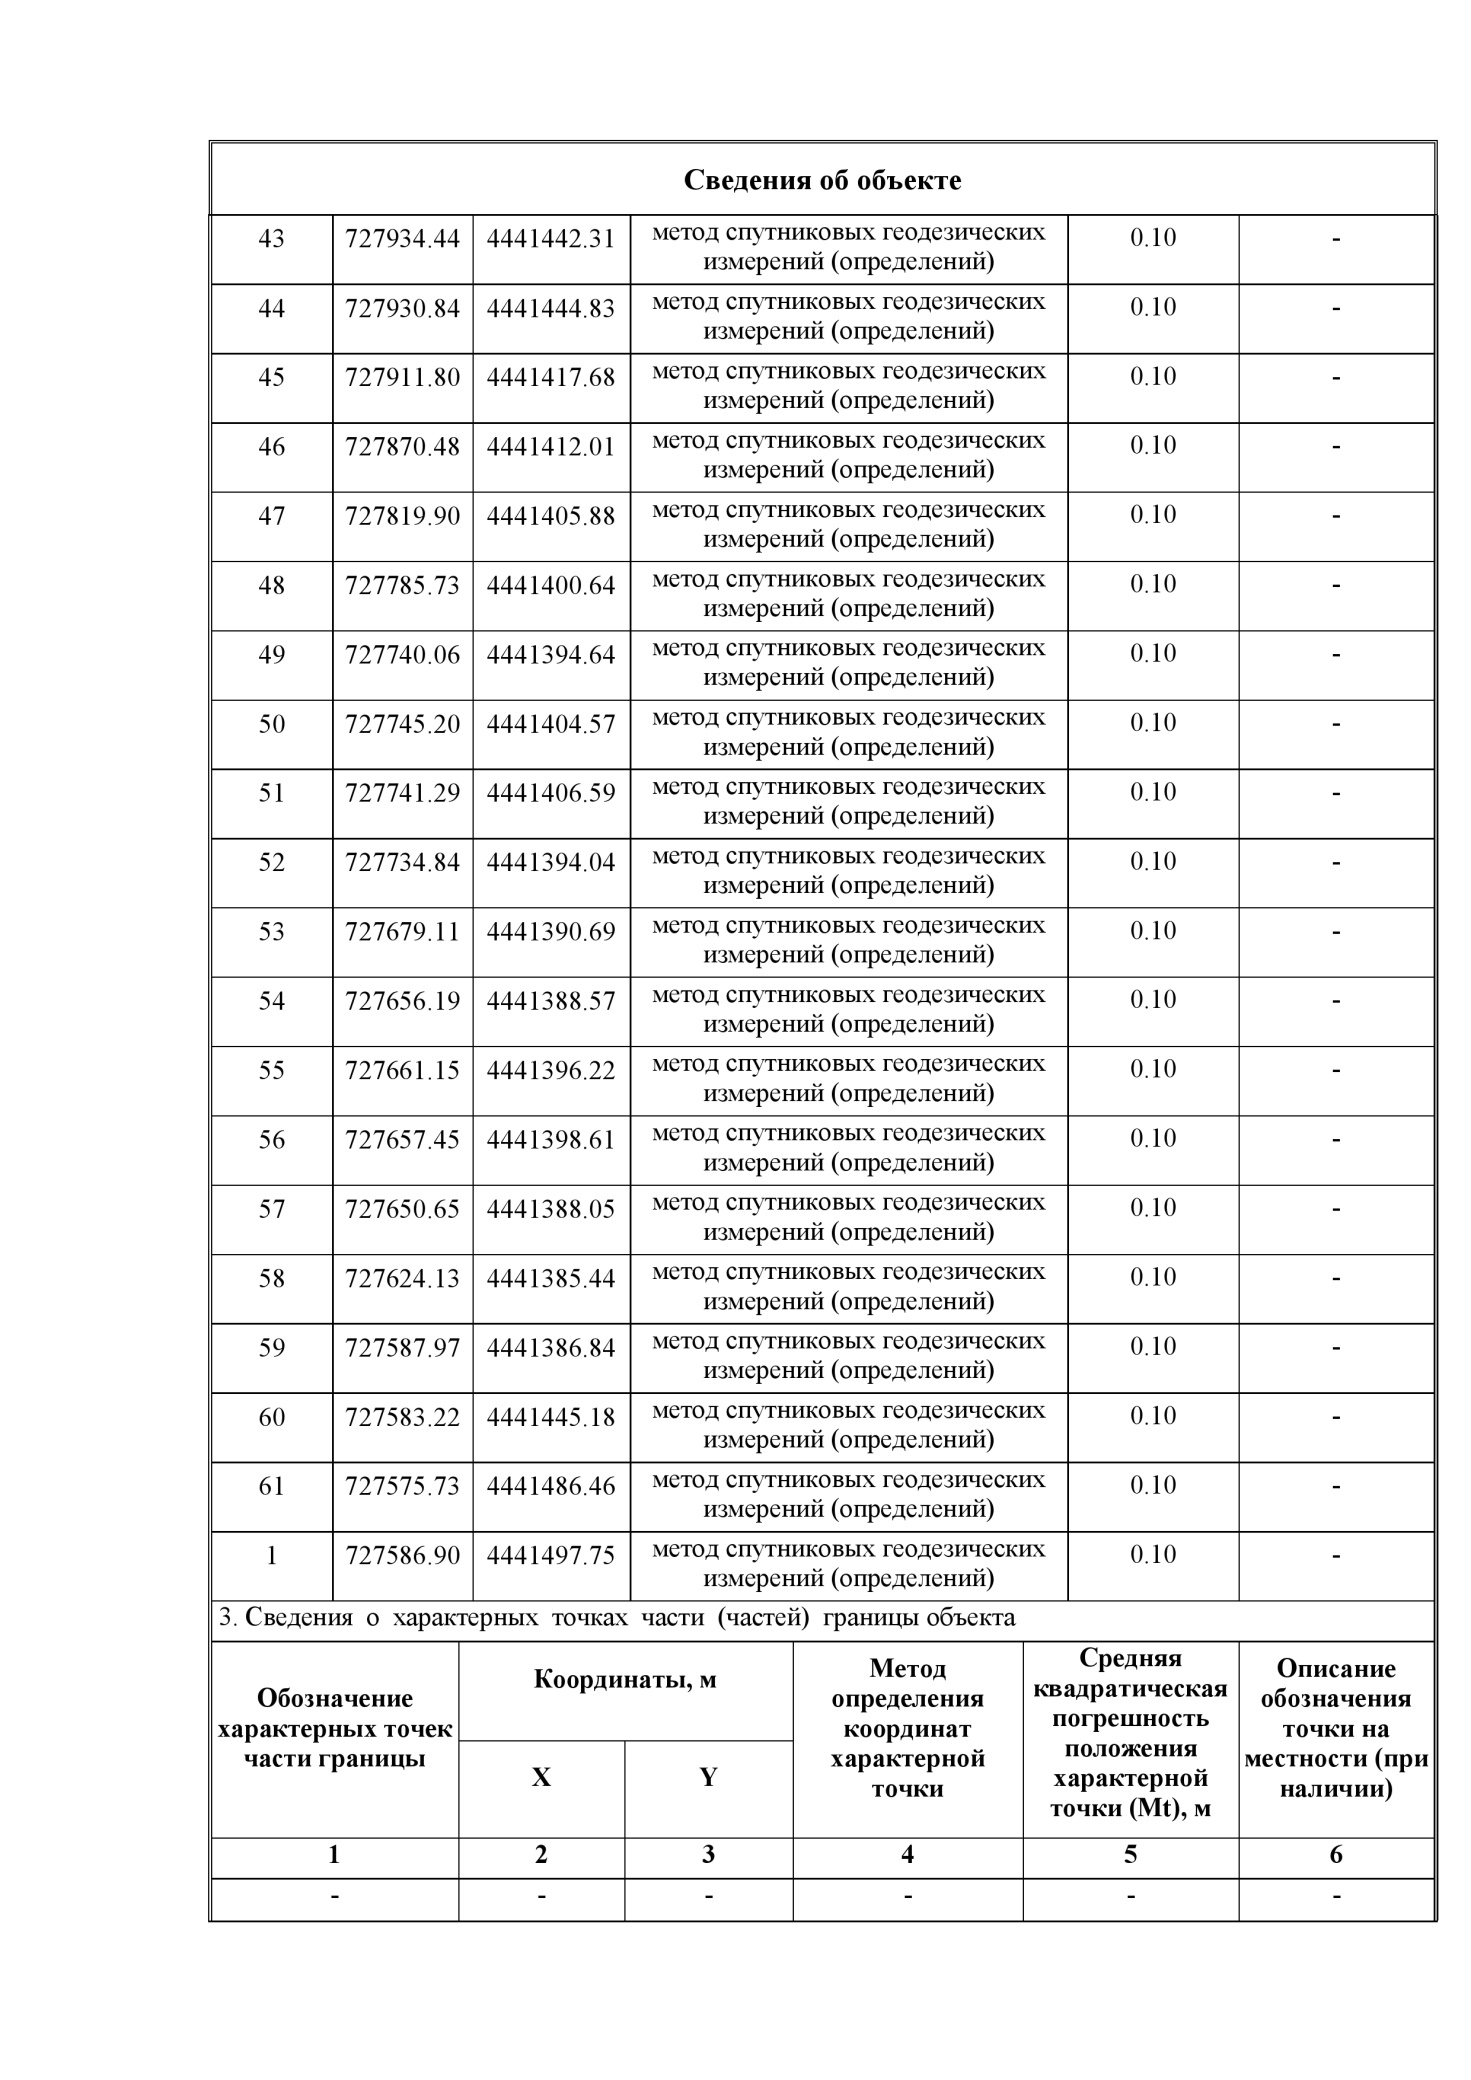 Сведения об объекте
43 727934.44 4441442.31 метод спутниковых геодезических измерений (определений) 0.10 -
44 727930.84 4441444.83 метод спутниковых геодезических измерений (определений) 0.10 -
45 727911.80 4441417.68 метод спутниковых геодезических измерений (определений) 0.10 -
46 727870.48 4441412.01 метод спутниковых геодезических измерений (определений) 0.10 -
47 727819.90 4441405.88 метод спутниковых геодезических измерений (определений) 0.10 -
48 727785.73 4441400.64 метод спутниковых геодезических измерений (определений) 0.10 -
49 727740.06 4441394.64 метод спутниковых геодезических измерений (определений) 0.10 -
50 727745.20 4441404.57 метод спутниковых геодезических измерений (определений) 0.10 -
51 727741.29 4441406.59 метод спутниковых геодезических измерений (определений) 0.10 -
52 727734.84 4441394.04 метод спутниковых геодезических измерений (определений) 0.10 -
53 727679.11 4441390.69 метод спутниковых геодезических измерений (определений) 0.10 -
54 727656.19 4441388.57 метод спутниковых геодезических измерений (определений) 0.10 -
55 727661.15 4441396.22 метод спутниковых геодезических измерений (определений) 0.10 -
56 727657.45 4441398.61 метод спутниковых геодезических измерений (определений) 0.10 -
57 727650.65 4441388.05 метод спутниковых геодезических измерений (определений) 0.10 -
58 727624.13 4441385.44 метод спутниковых геодезических измерений (определений) 0.10 -
59 727587.97 4441386.84 метод спутниковых геодезических измерений (определений) 0.10 -
60 727583.22 4441445.18 метод спутниковых геодезических измерений (определений) 0.10 -
61 727575.73 4441486.46 метод спутниковых геодезических измерений (определений) 0.10 -
1 727586.90 4441497.75 метод спутниковых геодезических измерений (определений) 0.10 -
3. Сведения о характерных точках части (частей) границы объекта
Обозначение
характерных точек
части границы
Координаты, м
X Y
Метод
определения
координат
характерной
точки
Средняя
квадратическая
погрешность
положения
характерной
точки (Mt), м
Описание
обозначения
точки на
местности (при
наличии)
1 2 3 4 5 6
- - - - - -